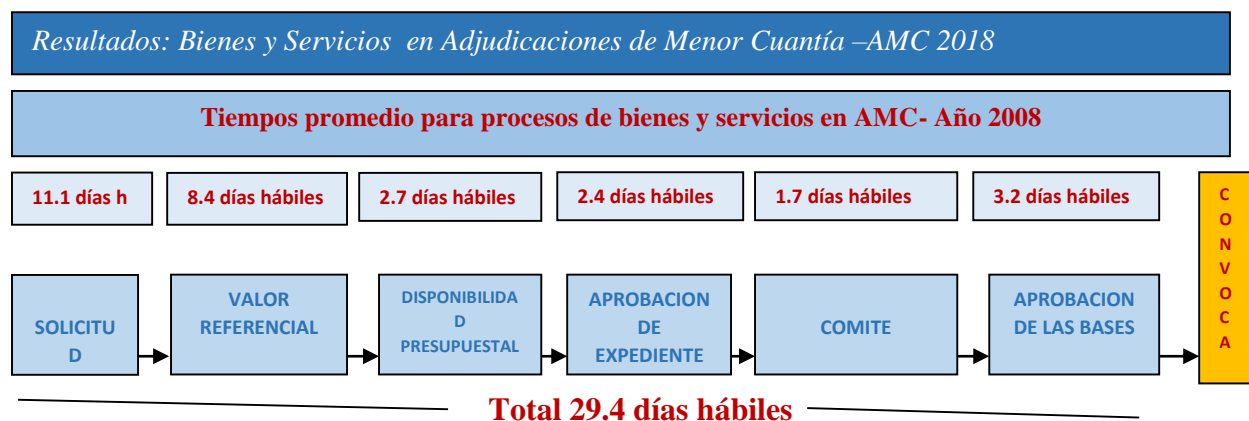 Resultados: Bienes y Servicios en Adjudicaciones de Menor Cuantía –AMC 2018
Tiempos promedio para procesos de bienes y servicios en AMC- Año 2008
11.1 días h
8.4 días hábiles
2.7 días hábiles
2.4 días hábiles
1.7 días hábiles
3.2 días hábiles
SOLICITU
D
VALOR
REFERENCIAL
DISPONIBILIDA
D
PRESUPUESTAL
APROBACION
DE
EXPEDIENTE
COMITE
APROBACION
DE LAS BASES
C
O
N
V
O
C
A
Total 29.4 días hábiles